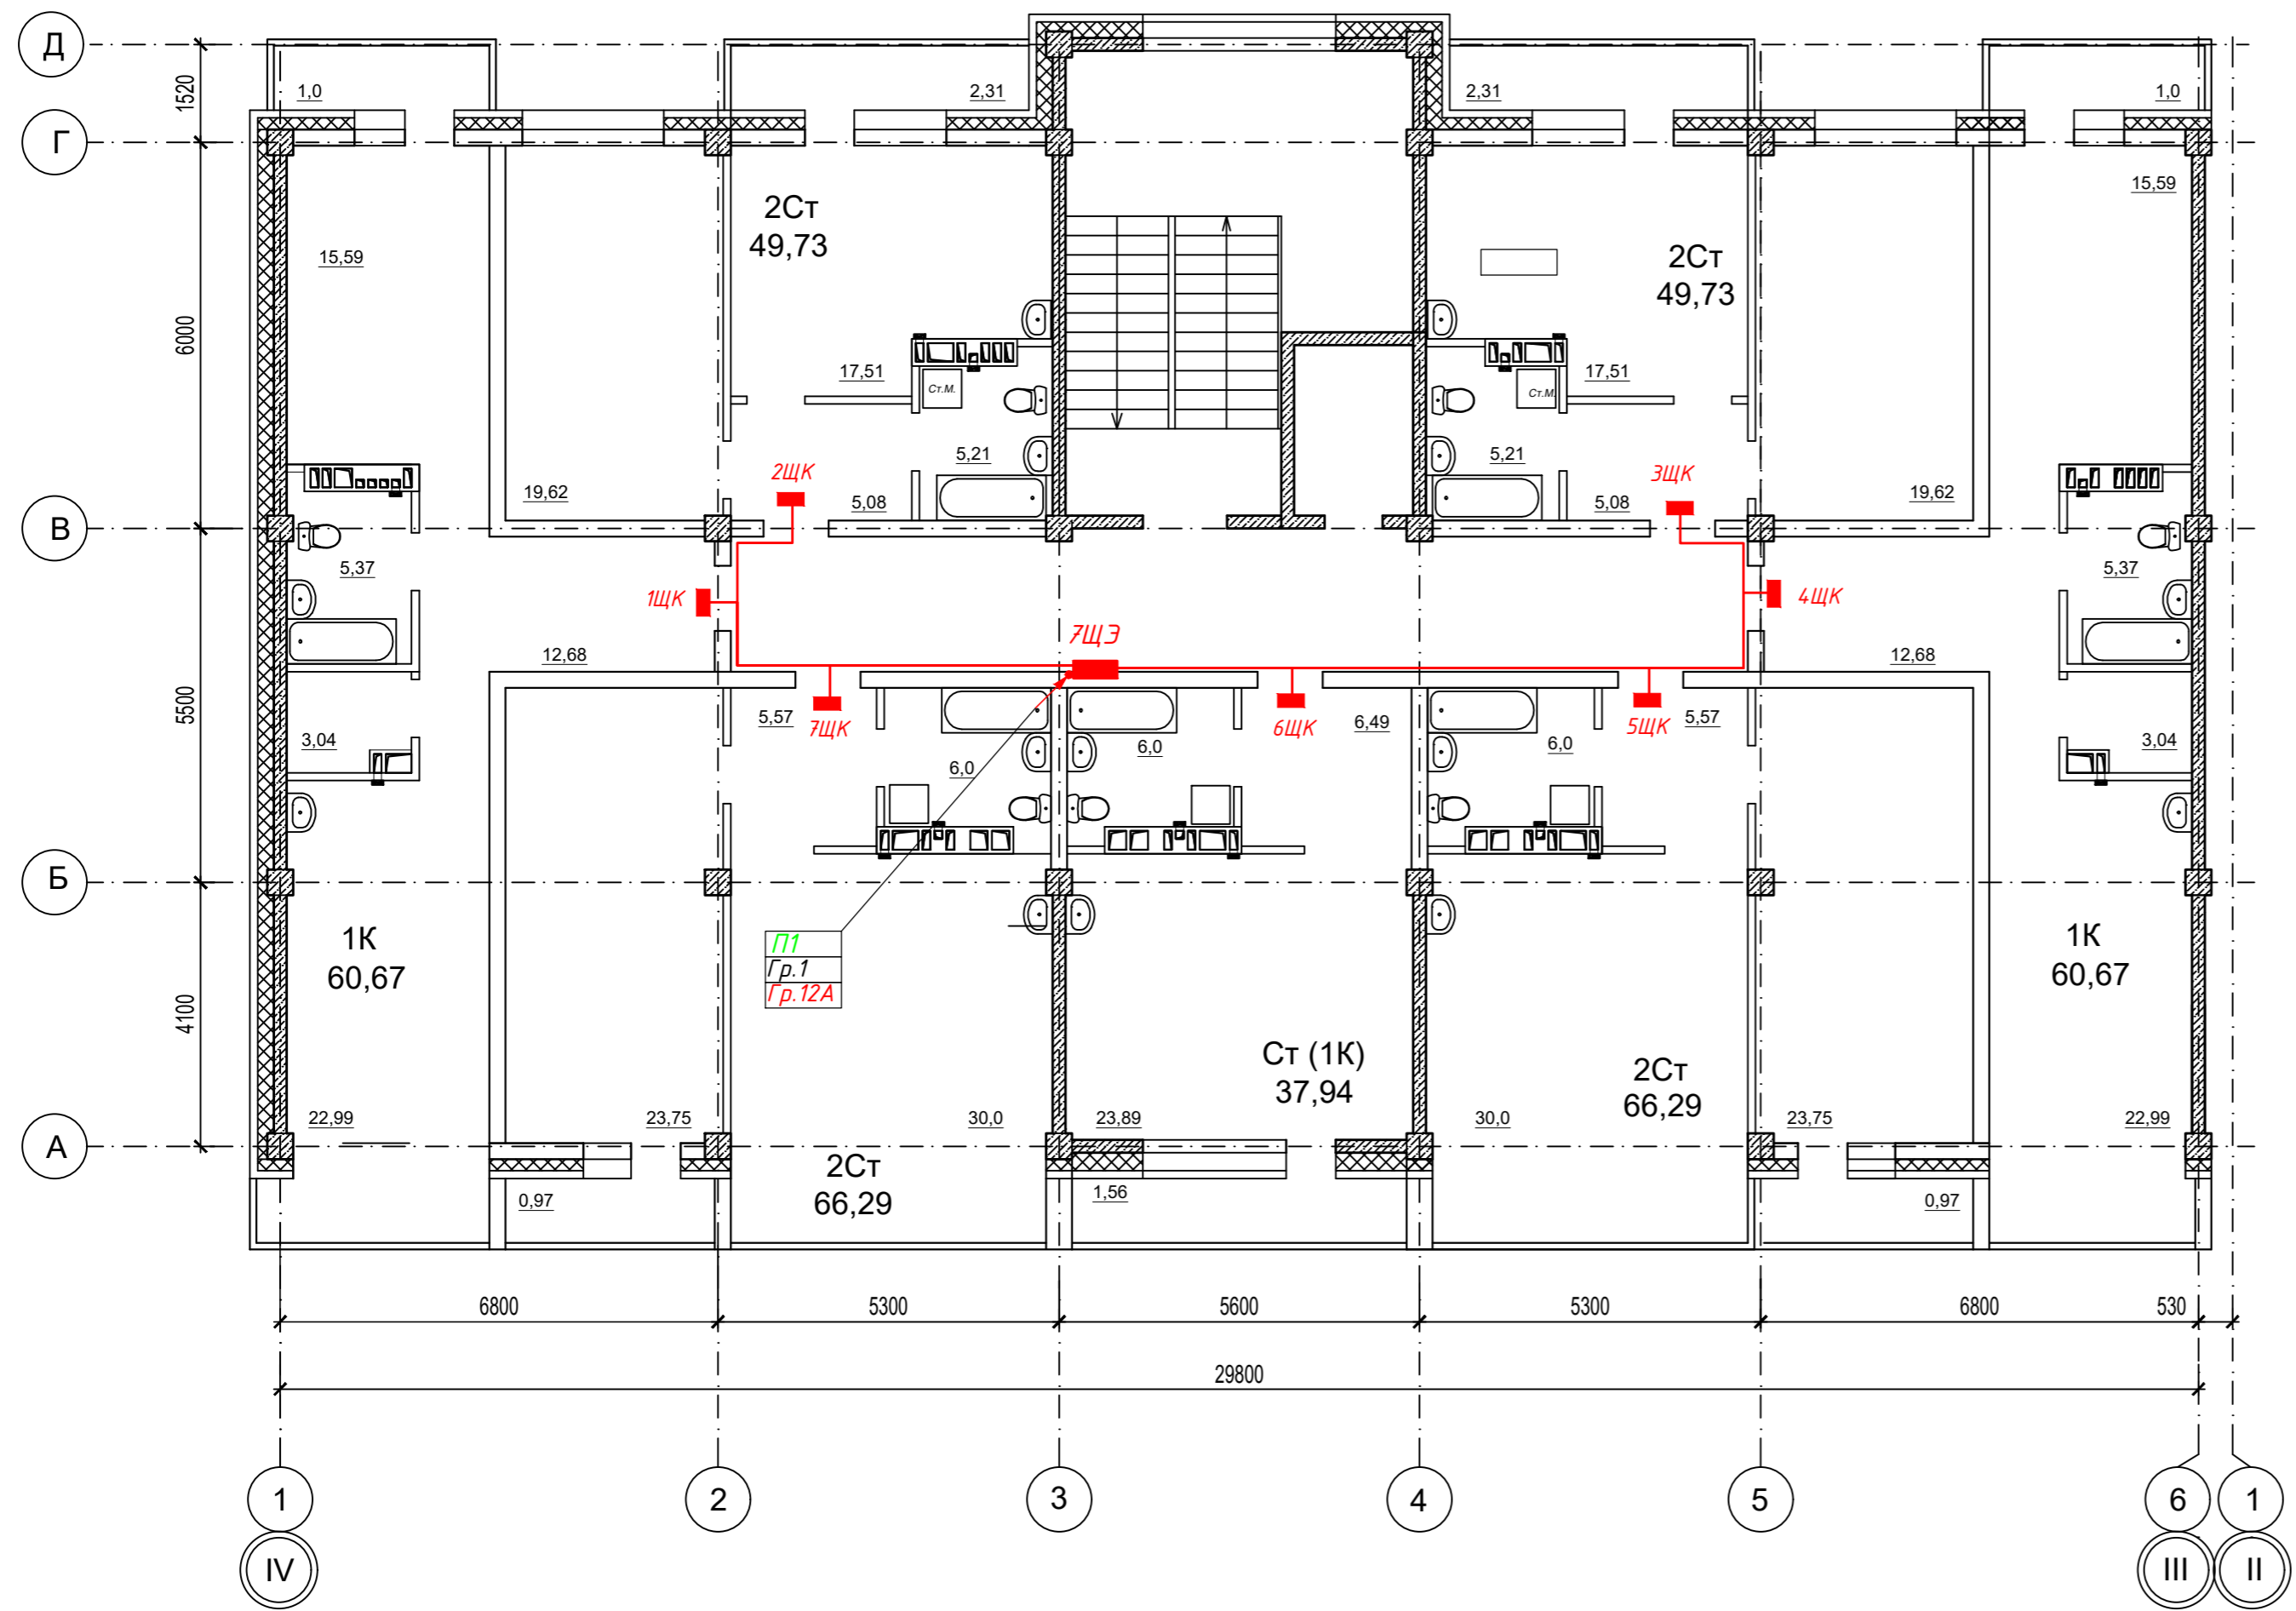 Д
1520
1,0
2,31
2,31
1,0
Г
15,59
2Ст
49,73
2Ст
49,73
15,59
6000
17,51
Ст.М.
17,51
Ст.М.
5,21
5,21
2ЩК
3ЩК
19,62
5,08
5,08
19,62
В
5,37
5,37
1ЩК
4ЩК
7ЩЭ
12,68
12,68
5500
5,57
7ЩК
6ЩК
6,49
5ЩК
5,57
3,04
6,0
6,0
6,0
3,04
Б
1К
60,67
П1
Гр.1
Гр.12А
1К
60,67
4100
Ст (1К)
37,94
2Ст
66,29
22,99
23,75
30,0
23,89
30,0
23,75
22,99
А
2Ст
66,29
0,97
1,56
0,97
6800
5300
5600
5300
6800
530
29800
1
2
3
4
5
6
1
IV
III
II